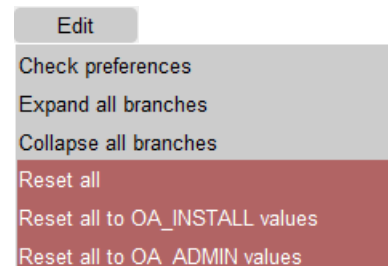 Edit
Check preferences
Expand all branches
Collapse all branches
Reset all
Reset all to OA_INSTALL values
Reset all to OA_ADMIN values